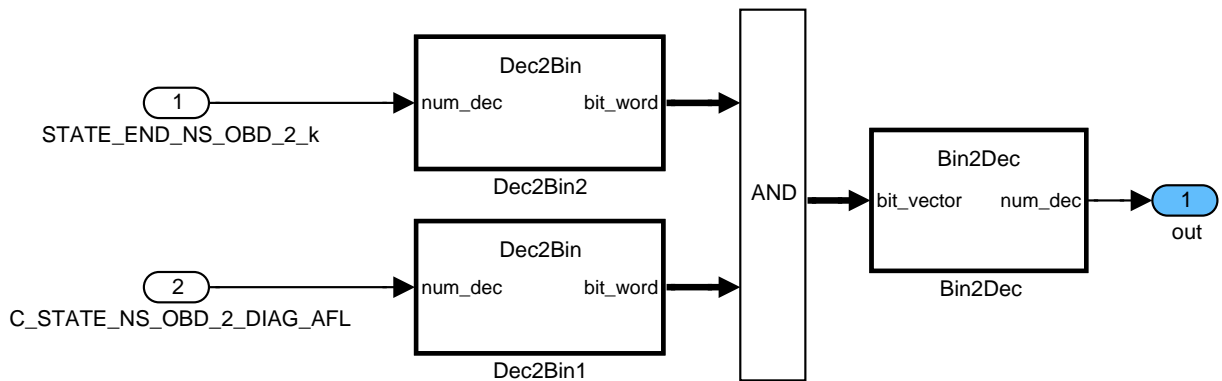 Dec2Bin
1
num_dec
bit_word
STATE_END_NS_OBD_2_k
Dec2Bin2
AND
Bin2Dec
bit_vector
num_dec
1
out
Bin2Dec
Dec2Bin
2
num_dec
bit_word
C_STATE_NS_OBD_2_DIAG_AFL
Dec2Bin1